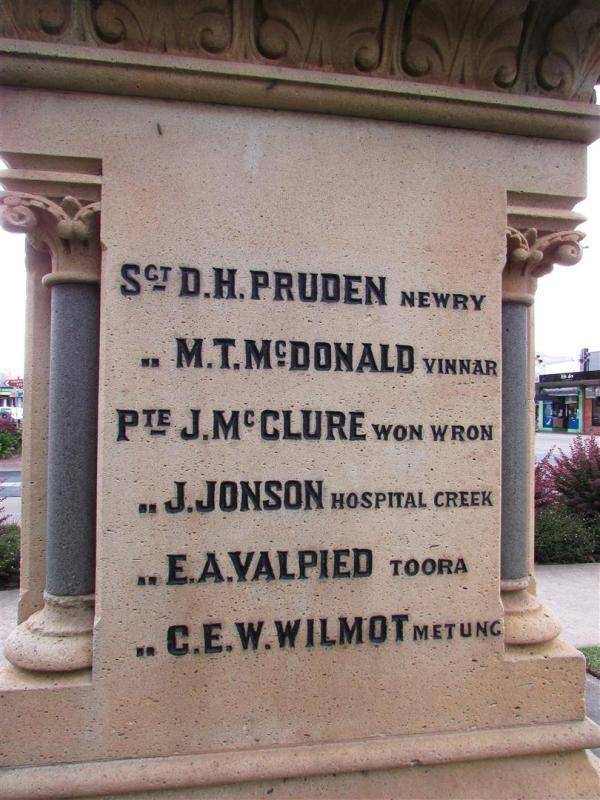 SGT D.H. PRUDEN NEWRY
" M.T. McDONALD VINNAR
PTE J. McCLURE WON WRON
" J. JONSON HOSPITAL CREEK
" E.A. VALPIED TOORA
" C.E.W. WILMOT METUNG